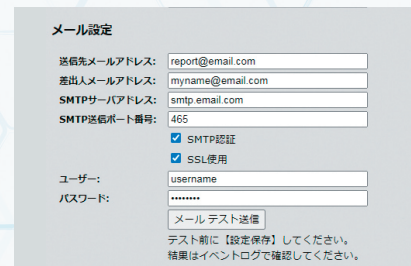 メール設定
送信先メールアドレス: report@email.com
差出人メールアドレス: myname@email.com
SMTPサーバアドレス: smtp.email.com
SMTP送信ポート番号: 465
SMTP認証
SSL使用
ユーザー: username
パスワード: ••••••••
メール テスト送信
テスト前に【設定保存】してください。
結果はイベントログで確認してください。